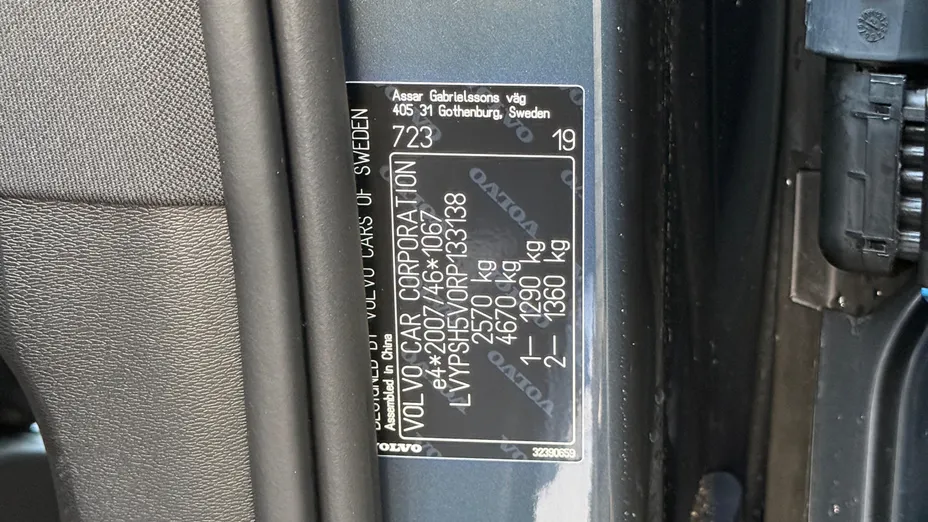 Assar Gabrielssons väg
405 31 Gothenburg, Sweden
723 19
DESIGNED BY VOLVO CARS OF SWEDEN
Assembled in China
VOLVO CAR CORPORATION
e4*2007/46*1067
LVYPSH5V0RP133138
2570 kg
4670 kg
1– 1290 kg
2– 1360 kg
VOLVO
32390659